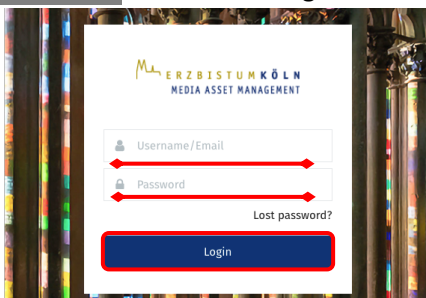 ERZBISTUM KÖLN
MEDIA ASSET MANAGEMENT
Username/Email
Password
Lost password?
Login